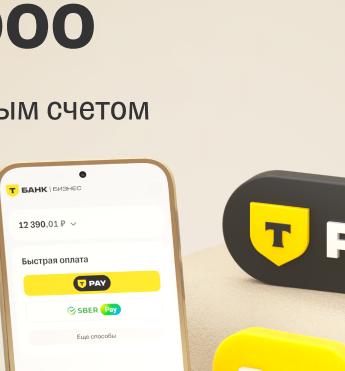 000
ым счетом
Т БАНК | БИЗНЕС
12 390,01 ₽
Быстрая оплата
Т PAY
SBER Pay
Еще способы
Т P